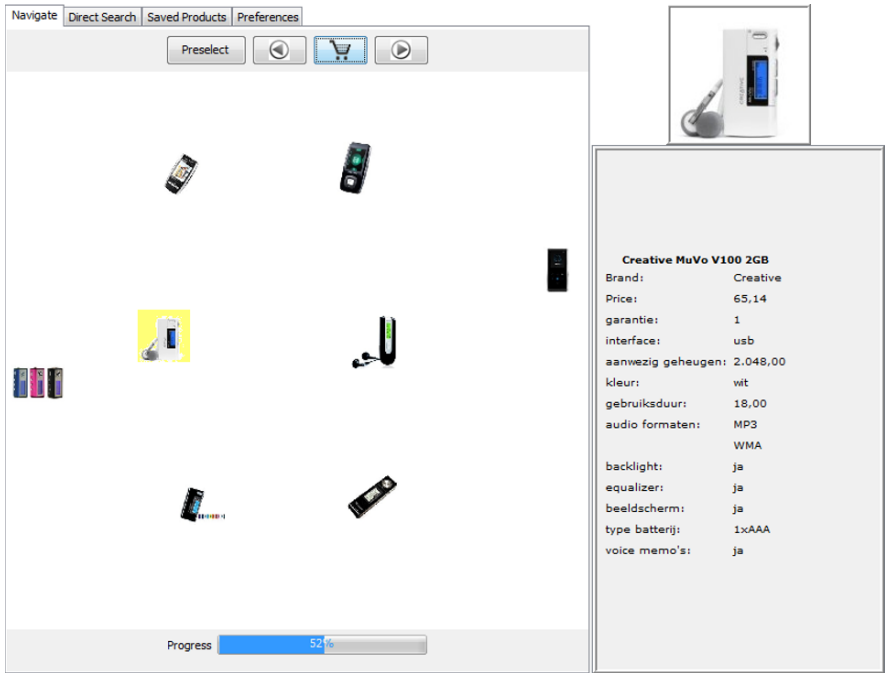 Navigate Direct Search Saved Products Preferences
Preselect
Creative MuVo V100 2GB
Brand: Creative
Price: 65,14
garantie: 1
interface: usb
aanwezig geheugen: 2.048,00
kleur: wit
gebruiksduur: 18,00
audio formaten: MP3
WMA
backlight: ja
equalizer: ja
beeldscherm: ja
type batterij: 1xAAA
voice memo's: ja
Progress 52%